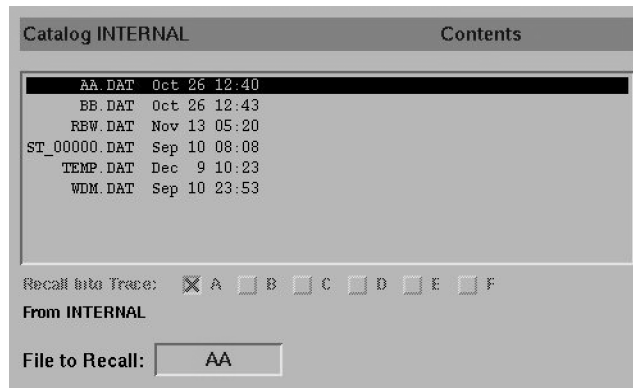 Catalog INTERNAL Contents
AA.DAT Oct 26 12:40
BB.DAT Oct 26 12:43
RBW.DAT Nov 13 05:20
ST_00000.DAT Sep 10 08:08
TEMP.DAT Dec 9 10:23
WDM.DAT Sep 10 23:53
Recall Into Trace: A B C D E F
From INTERNAL
File to Recall: AA